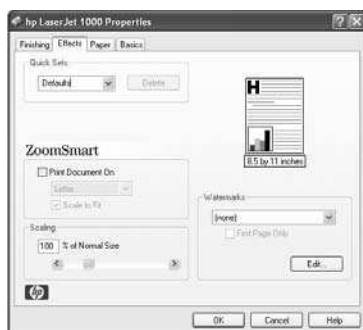 hp LaserJet 1000 Properties
Finishing Effects Paper Basics
Quick Sets
Defaults
Delete
H
8.5 by 11 inches
ZoomSmart
Print Document On
Letter
Scale to Fit
Watermarks
(none)
First Page Only
Edit...
Scaling
100 % of Normal Size
hp
OK Cancel Help